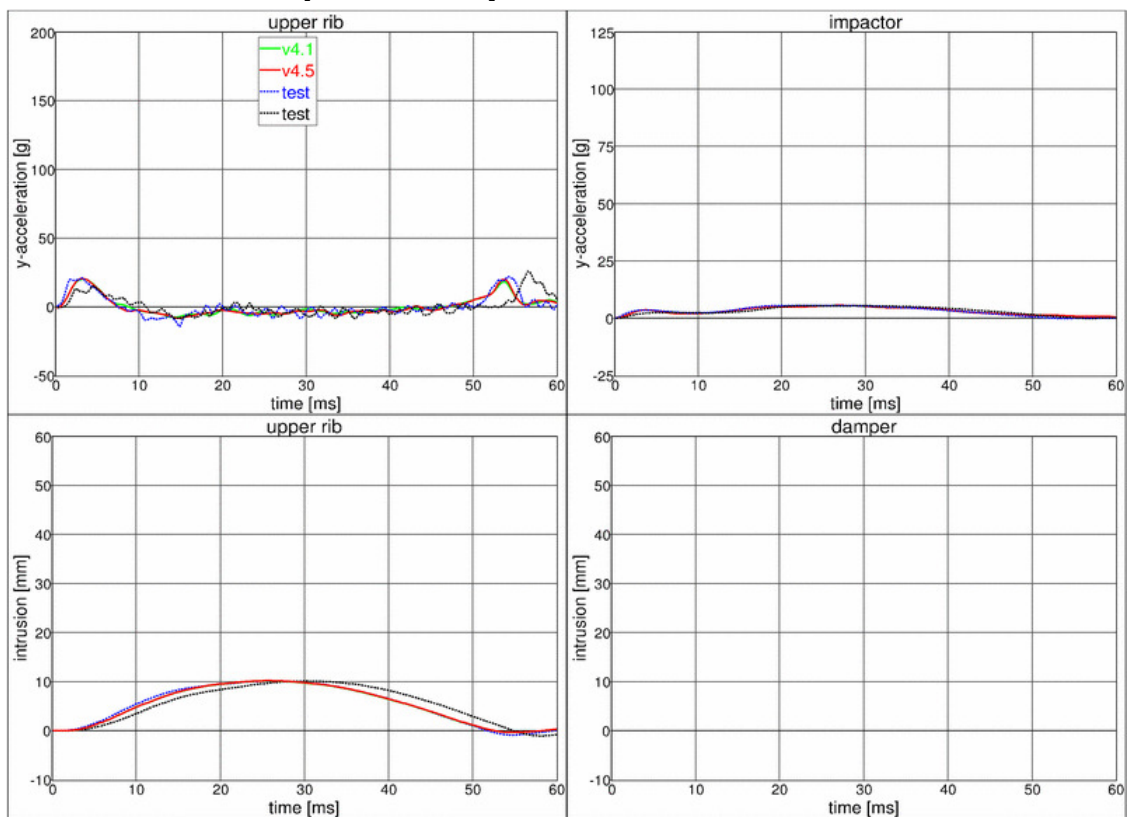 upper rib
200
150
100
50
0
-50
y-acceleration [g]
v4.1
v4.5
test
test
0 10 20 30 40 50 60
time [ms]
impactor
125
100
75
50
25
0
-25
y-acceleration [g]
0 10 20 30 40 50 60
time [ms]
upper rib
60
50
40
30
20
10
0
-10
intrusion [mm]
0 10 20 30 40 50 60
time [ms]
damper
60
50
40
30
20
10
0
-10
intrusion [mm]
0 10 20 30 40 50 60
time [ms]